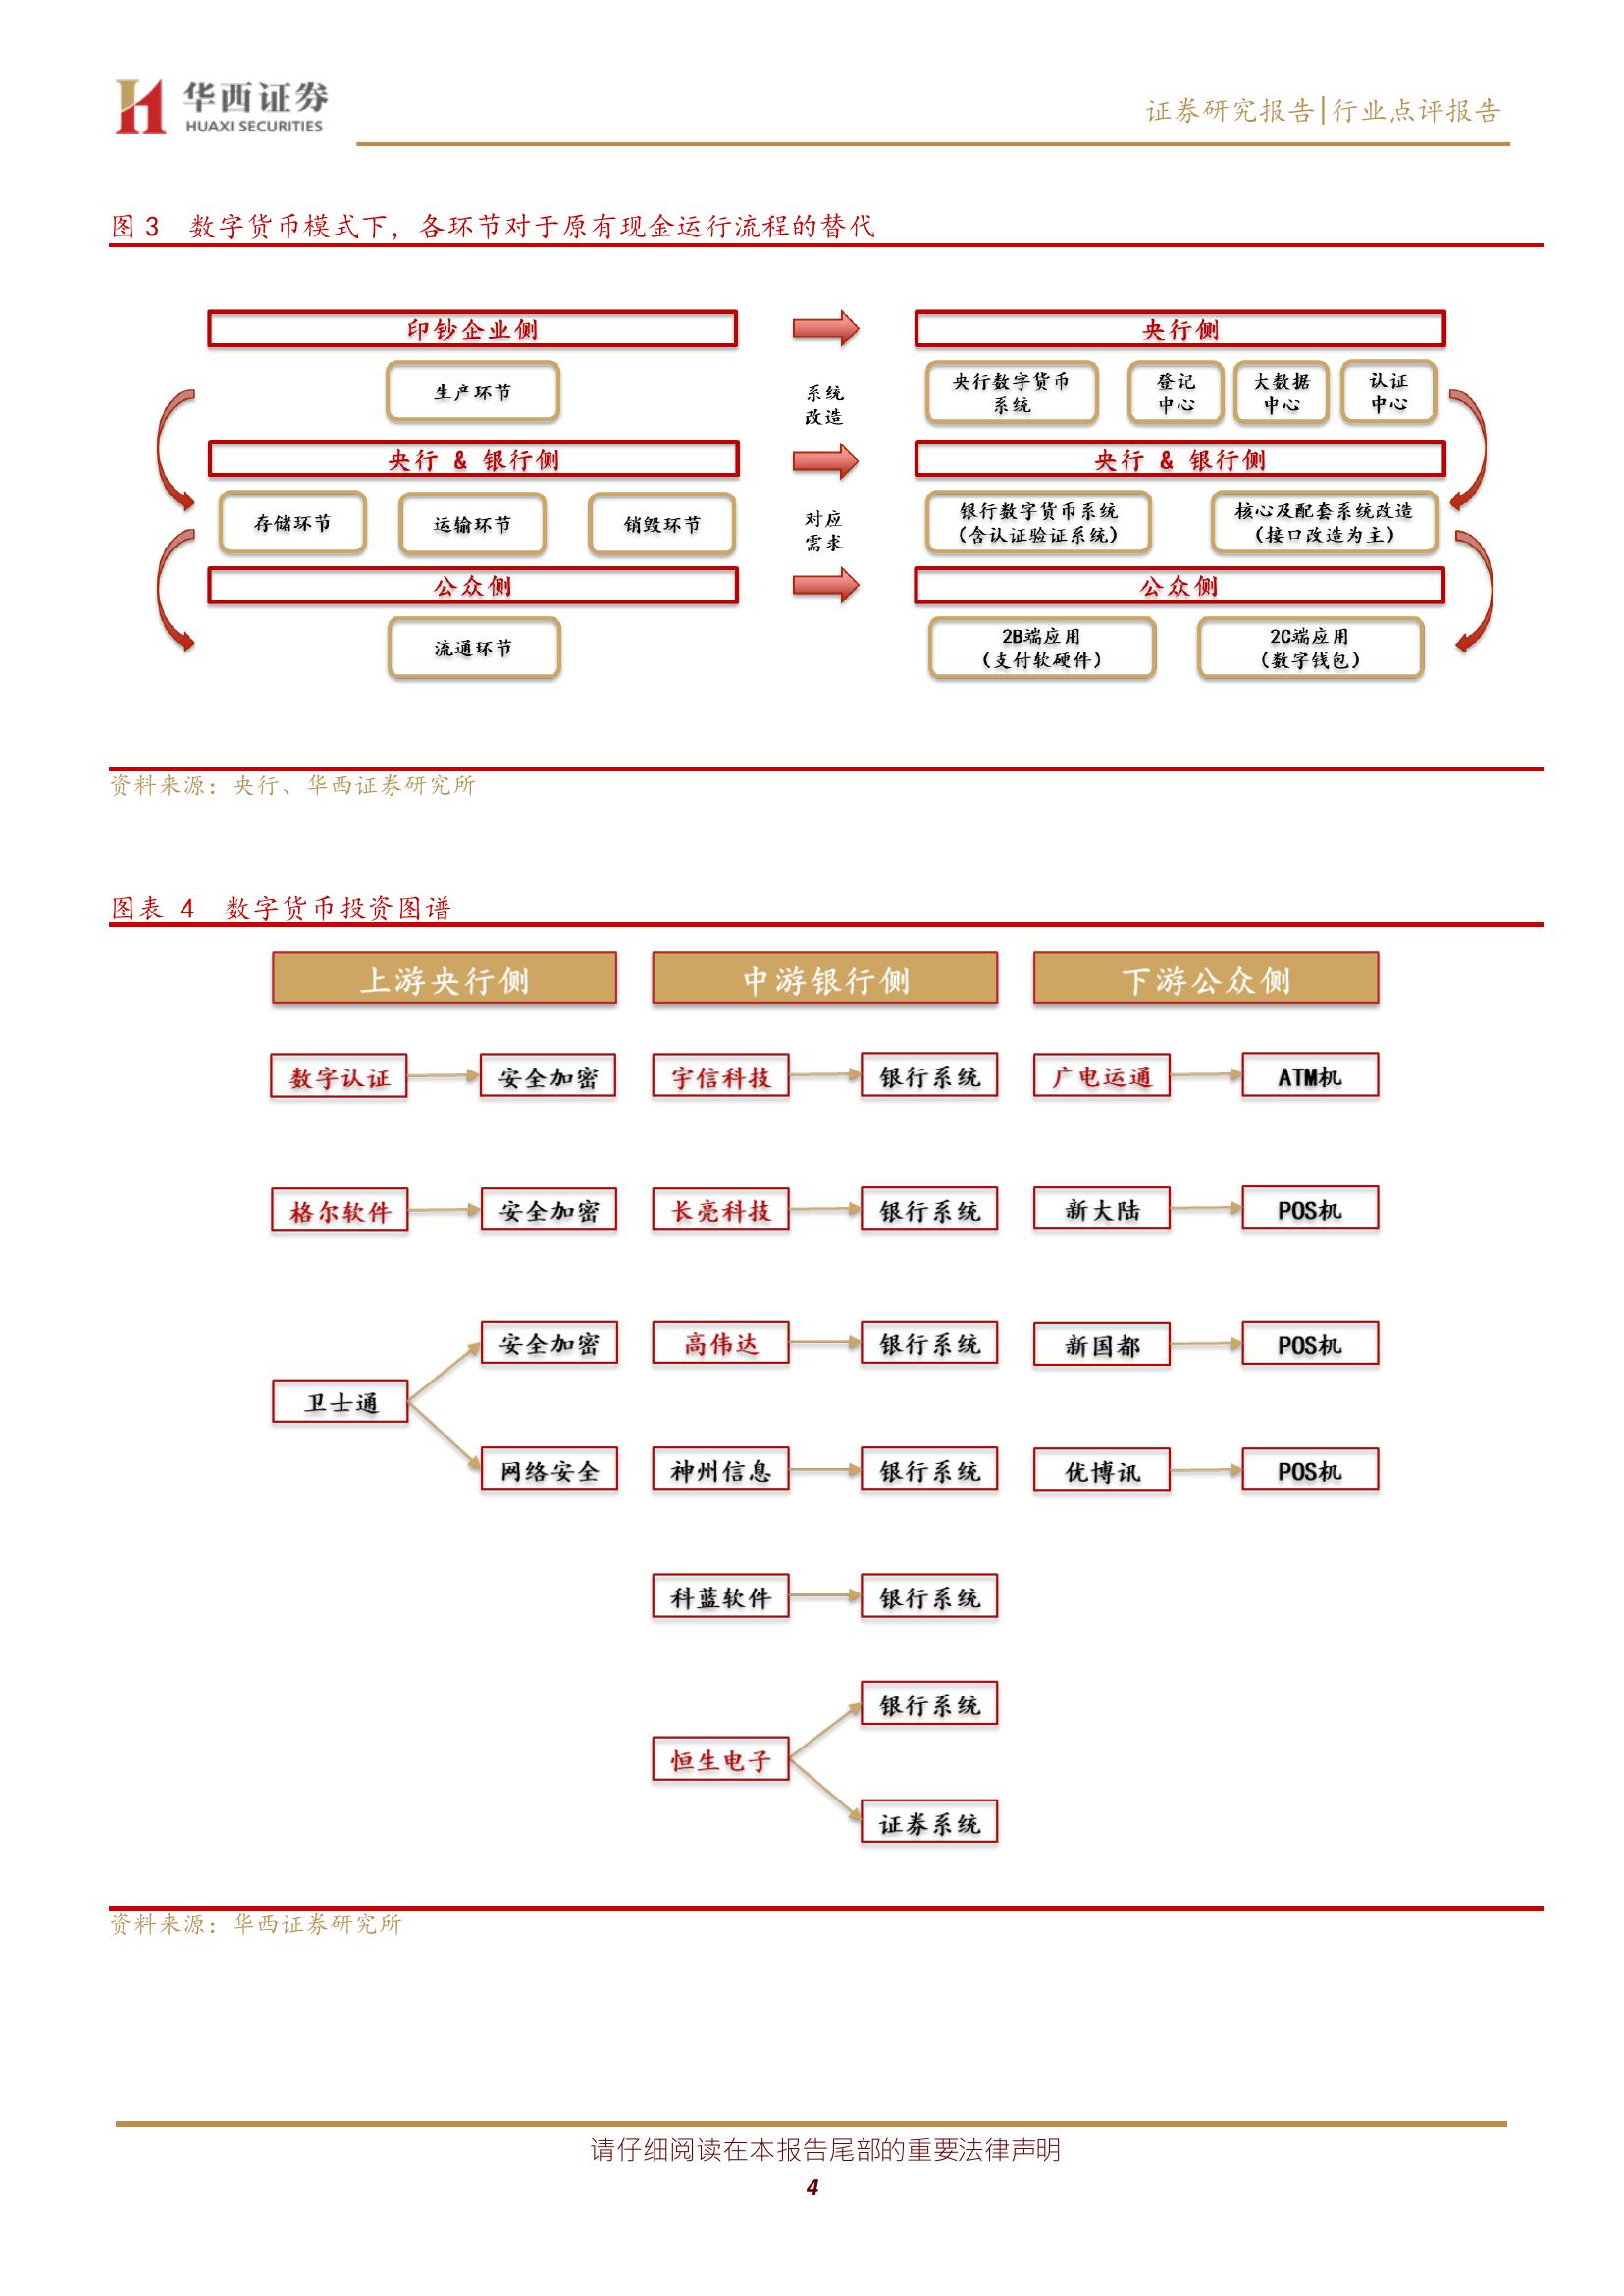 华西证券
HUAXI SECURITIES
证券研究报告|行业点评报告
图 3 数字货币模式下，各环节对于原有现金运行流程的替代
印钞企业侧
央行侧
生产环节
系统
改造
央行数字货币
系统
登记
中心
大数据
中心
认证
中心
央行 & 银行侧
央行 & 银行侧
存储环节
运输环节
销毁环节
对应
需求
银行数字货币系统
（含认证验证系统）
核心及配套系统改造
（接口改造为主）
公众侧
公众侧
流通环节
2B端应用
（支付软硬件）
2C端应用
（数字钱包）
资料来源：央行、华西证券研究所
图表 4 数字货币投资图谱
上游央行侧
中游银行侧
下游公众侧
数字认证
安全加密
宇信科技
银行系统
广电运通
ATM机
格尔软件
安全加密
长亮科技
银行系统
新大陆
POS机
卫士通
安全加密
高伟达
银行系统
新国都
POS机
网络安全
神州信息
银行系统
优博讯
POS机
科蓝软件
银行系统
恒生电子
银行系统
证券系统
资料来源：华西证券研究所
请仔细阅读在本报告尾部的重要法律声明
4